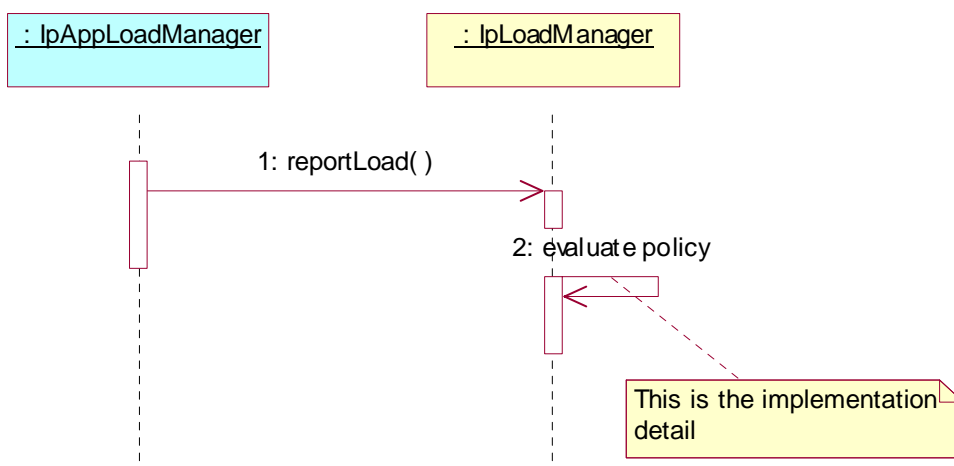 : IpAppLoadManager
: IpLoadManager
1: reportLoad( )
2: evaluate policy
This is the implementation
detail